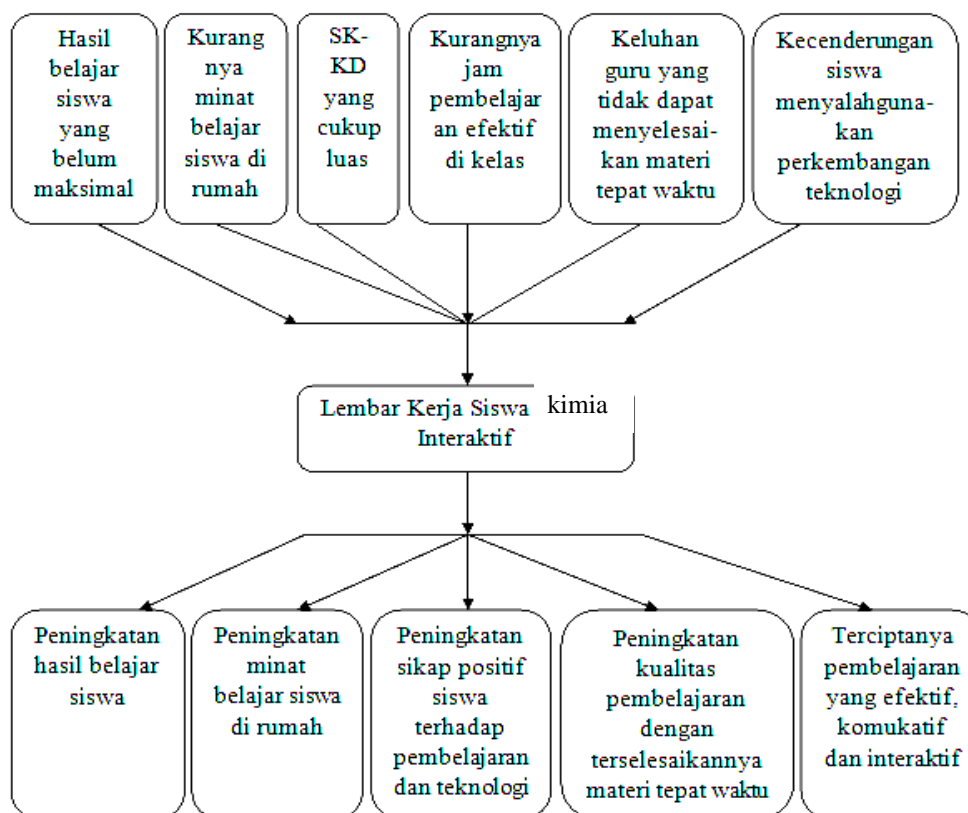 Hasil
belajar
siswa
yang
belum
maksimal
Kurang
nya
minat
belajar
siswa di
rumah
SK-
KD
yang
cukup
luas
Kurangnya
jam
pembelajar
an efektif
di kelas
Keluhan
guru yang
tidak dapat
menyelesai-
kan materi
tepat waktu
Kecenderungan
siswa
menyalahguna-
kan
perkembangan
teknologi
Lembar Kerja Siswa kimia
Interaktif
Peningkatan
hasil belajar
siswa
Peningkatan
minat
belajar siswa
di rumah
Peningkatan
sikap positif
siswa
terhadap
pembelajaran
dan teknologi
Peningkatan
kualitas
pembelajaran
dengan
terselesaikannya
materi tepat waktu
Terciptanya
pembelajaran
yang efektif,
komukatif
dan interaktif